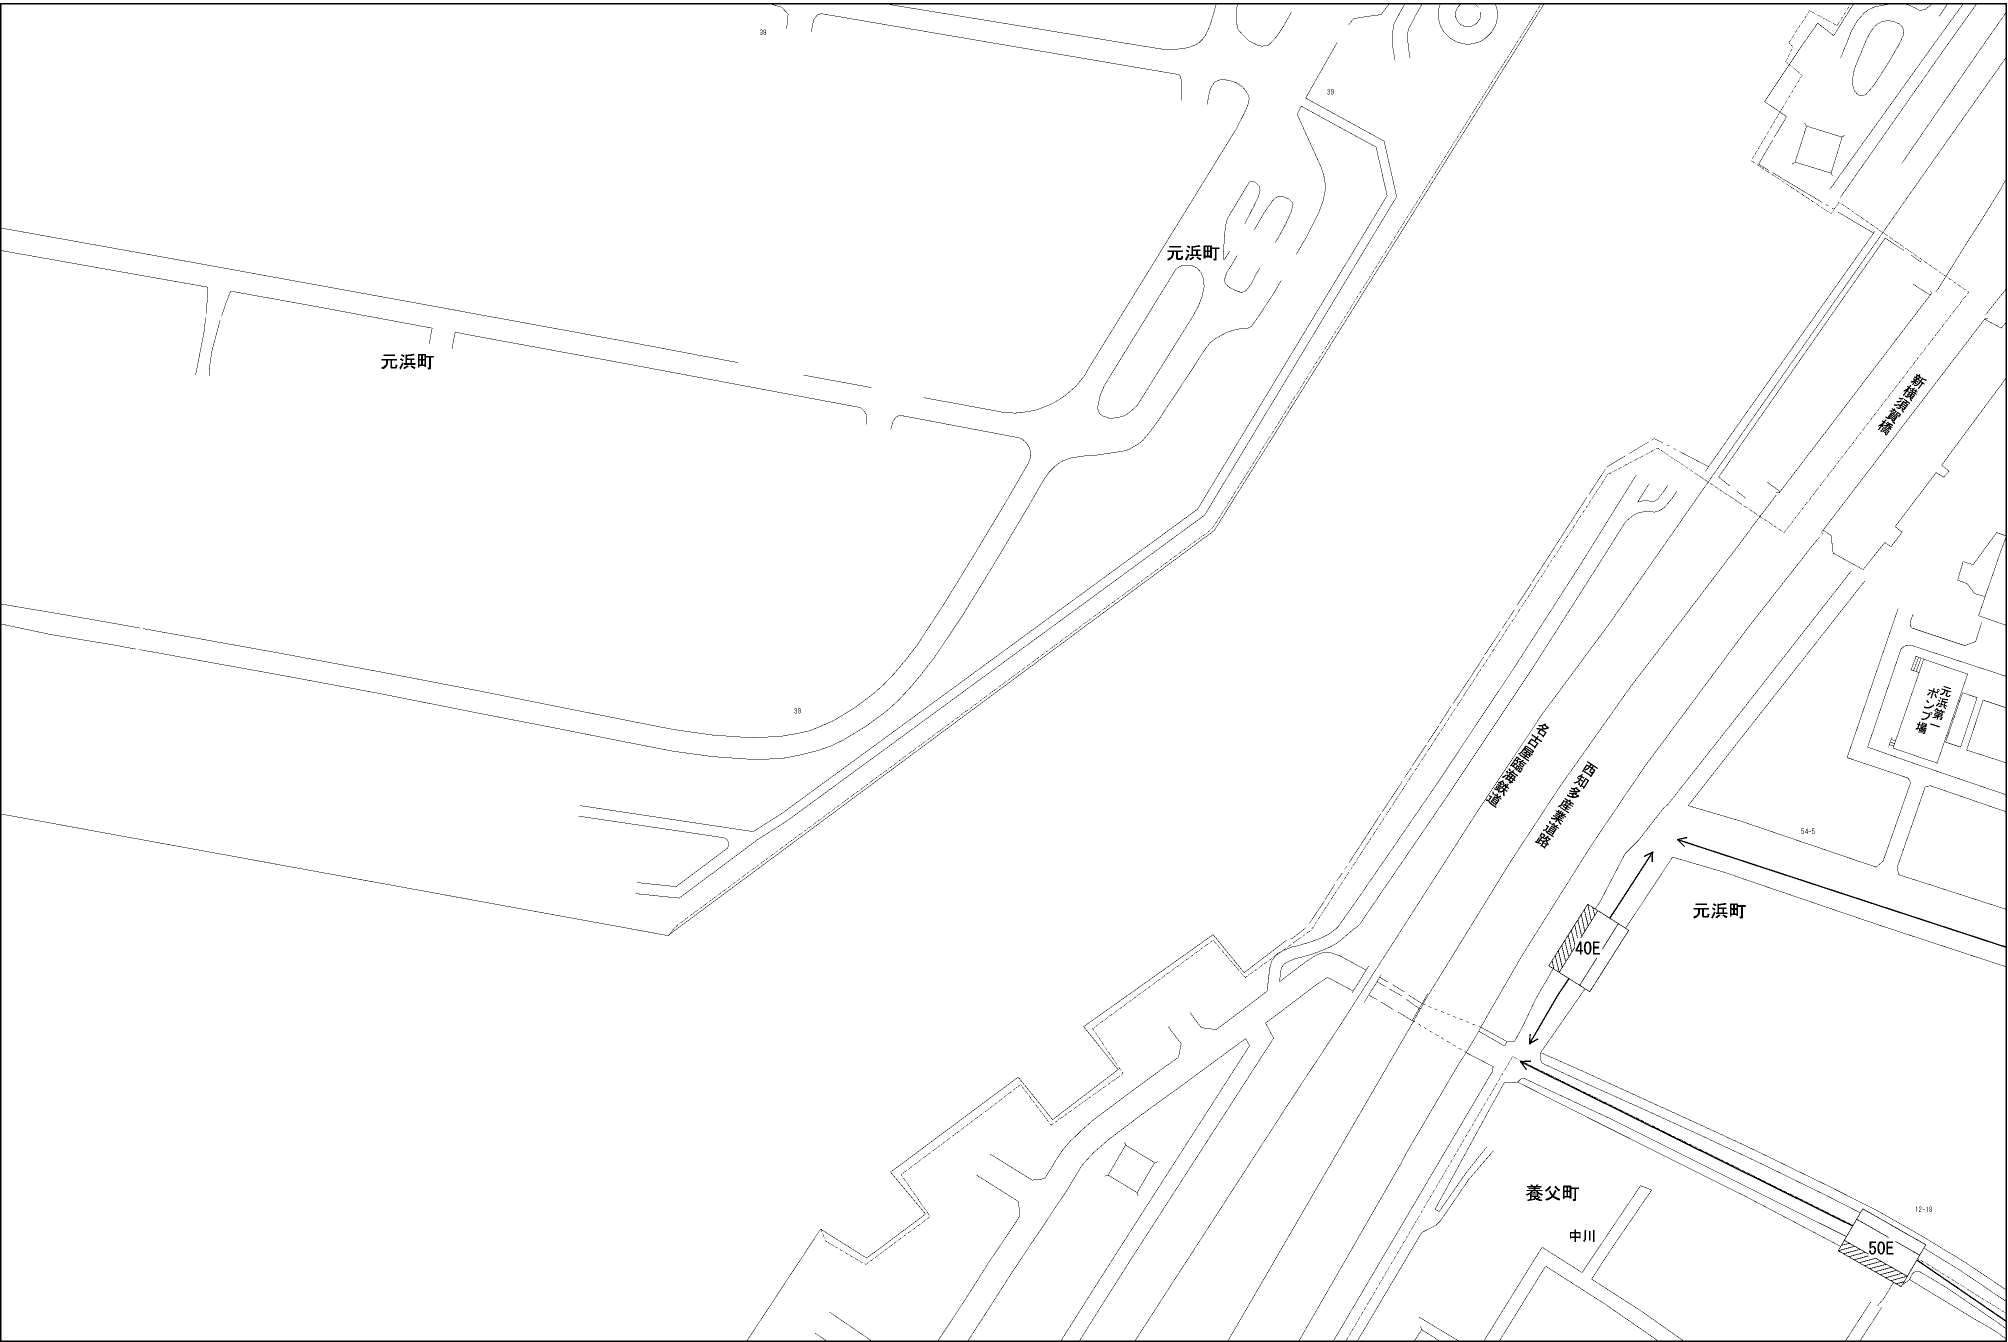 39
39
元浜町
元浜町
新横須賀橋
元浜第一
ポンプ場
39
名古屋臨海鉄道
西知多産業道路
54-5
元浜町
40E
養父町
12-18
中川
50E